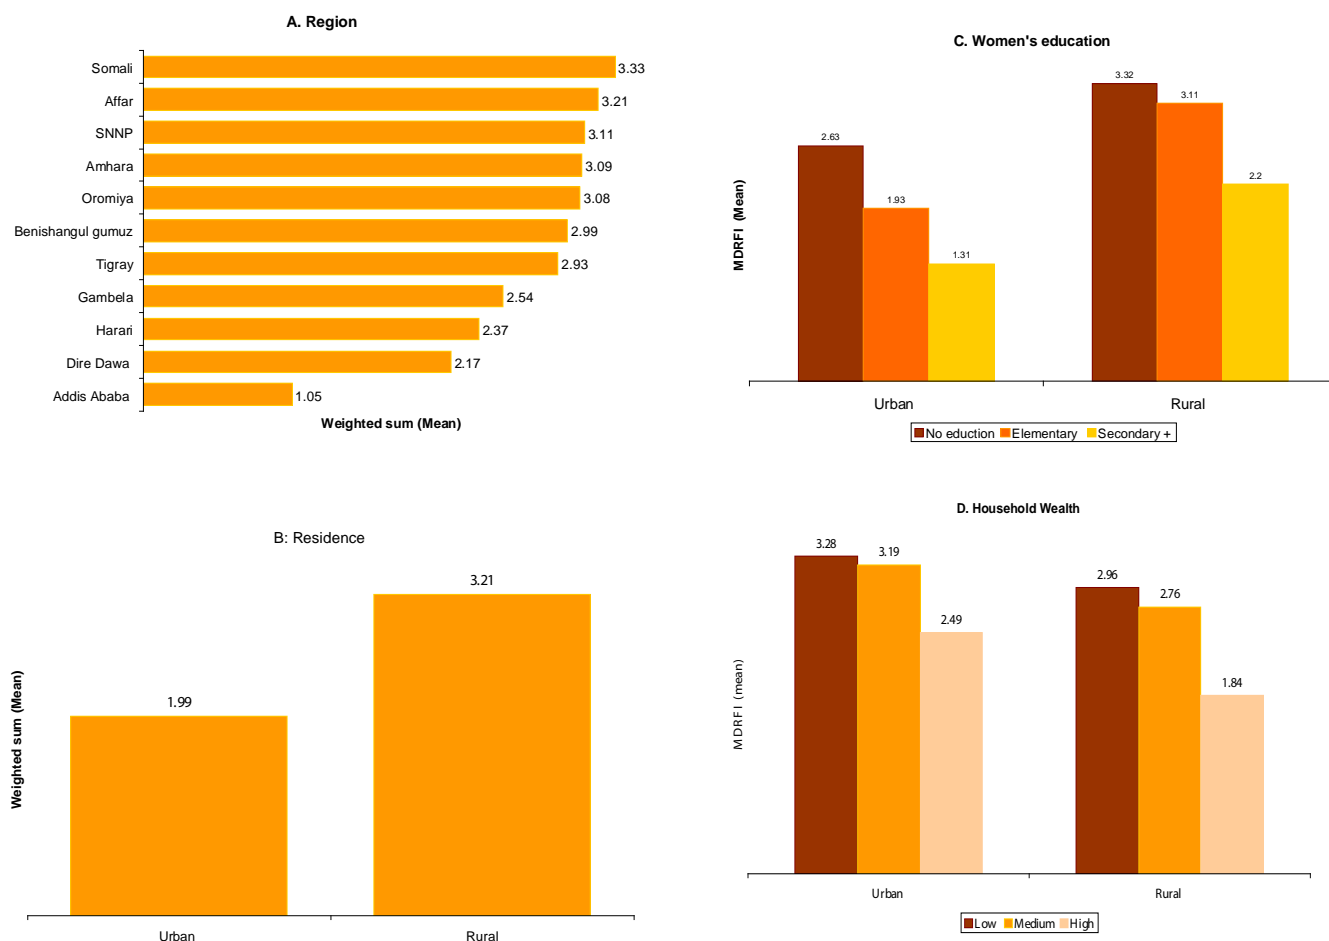 A. Region
Somali 3.33
Affar 3.21
SNNP 3.11
Amhara 3.09
Oromiya 3.08
Benishangul gumuz 2.99
Tigray 2.93
Gambela 2.54
Harari 2.37
Dire Dawa 2.17
Addis Ababa 1.05
Weighted sum (Mean)
C. Women's education
MDRFI (Mean)
2.63
1.93
1.31
3.32
3.11
2.2
Urban Rural
No eduction Elementary Secondary +
B: Residence
Weighted sum (Mean)
1.99
3.21
Urban Rural
D. Household Wealth
MDRFI (mean)
3.28
3.19
2.49
2.96
2.76
1.84
Urban Rural
Low Medium High